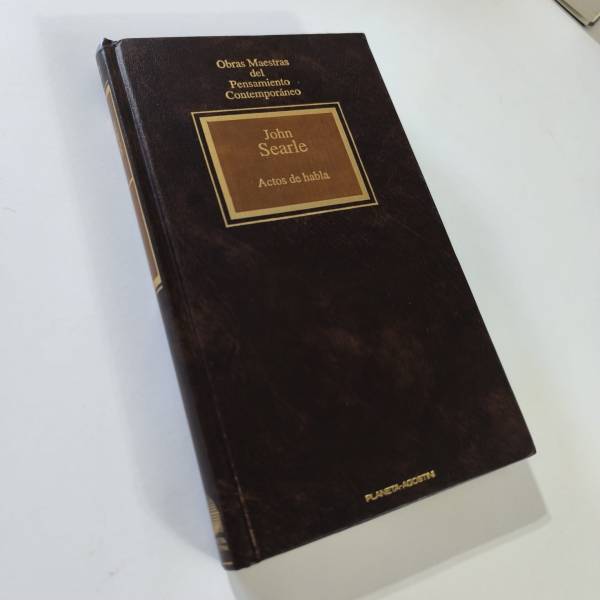 Obras Maestras
del
Pensamiento
Contemporáneo
John
Searle
Actos de habla
PLANETA-AGOSTINI